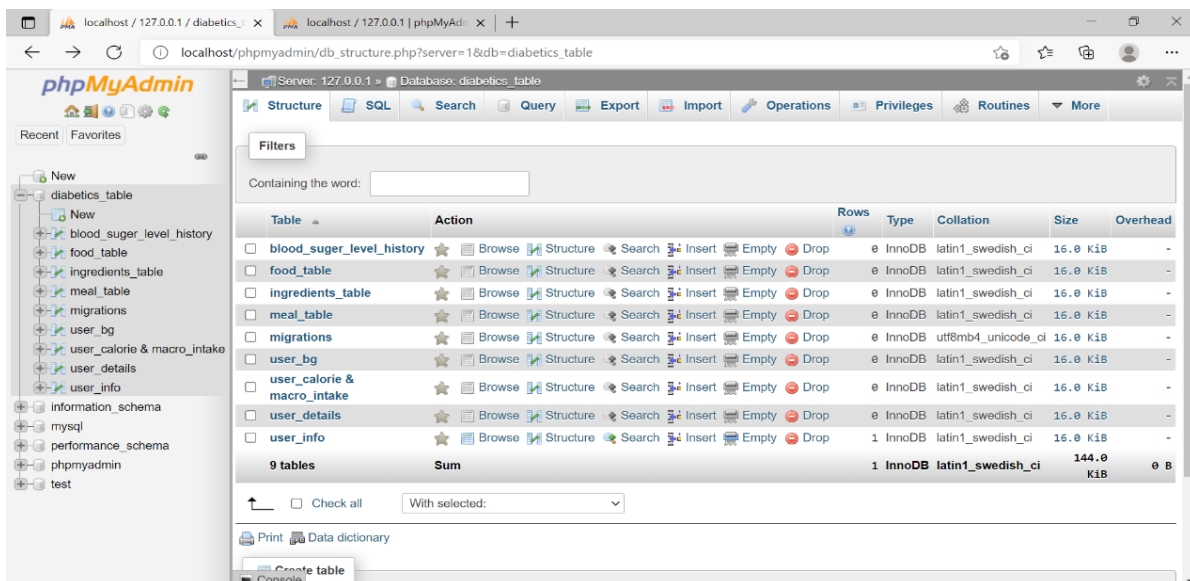 localhost / 127.0.0.1 / diabetics_t
localhost / 127.0.0.1 | phpMyAdm
localhost/phpmyadmin/db_structure.php?server=1&db=diabetics_table
phpMyAdmin
Recent Favorites
New
diabetics_table
New
blood_suger_level_history
food_table
ingredients_table
meal_table
migrations
user_bg
user_calorie & macro_intake
user_details
user_info
information_schema
mysql
performance_schema
phpmyadmin
test
Server: 127.0.0.1 » Database: diabetics_table
Structure SQL Search Query Export Import Operations Privileges Routines More
Filters
Containing the word:
Table Action Rows Type Collation Size Overhead
blood_suger_level_history Browse Structure Search Insert Empty Drop 0 InnoDB latin1_swedish_ci 16.0 KiB -
food_table Browse Structure Search Insert Empty Drop 0 InnoDB latin1_swedish_ci 16.0 KiB -
ingredients_table Browse Structure Search Insert Empty Drop 0 InnoDB latin1_swedish_ci 16.0 KiB -
meal_table Browse Structure Search Insert Empty Drop 0 InnoDB latin1_swedish_ci 16.0 KiB -
migrations Browse Structure Search Insert Empty Drop 0 InnoDB utf8mb4_unicode_ci 16.0 KiB -
user_bg Browse Structure Search Insert Empty Drop 0 InnoDB latin1_swedish_ci 16.0 KiB -
user_calorie &
macro_intake Browse Structure Search Insert Empty Drop 0 InnoDB latin1_swedish_ci 16.0 KiB -
user_details Browse Structure Search Insert Empty Drop 0 InnoDB latin1_swedish_ci 16.0 KiB -
user_info Browse Structure Search Insert Empty Drop 1 InnoDB latin1_swedish_ci 16.0 KiB -
9 tables Sum 1 InnoDB latin1_swedish_ci 144.0
KiB 0 B
Check all With selected:
Print Data dictionary
Create table
Console